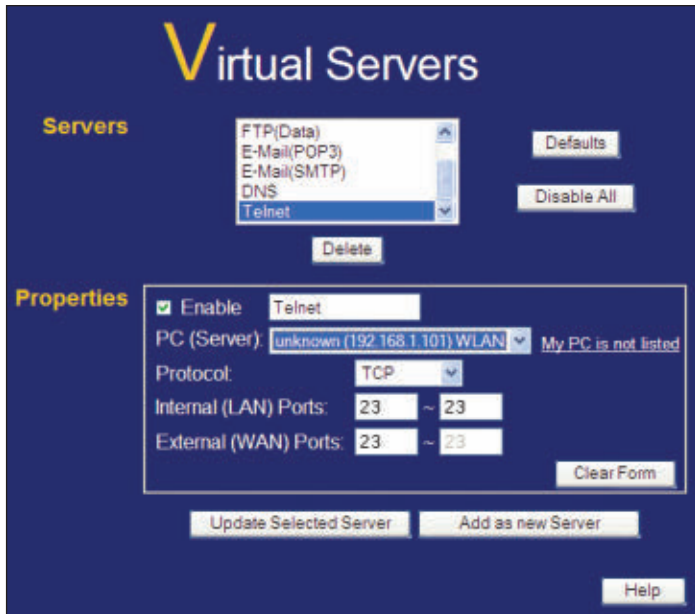 Virtual Servers
Servers
FTP(Data)
E-Mail(POP3)
E-Mail(SMTP)
DNS
Telnet
Defaults
Disable All
Delete
Properties
Enable Telnet
PC (Server): unknown (192.168.1.101) WLAN My PC is not listed
Protocol: TCP
Internal (LAN) Ports: 23 ~ 23
External (WAN) Ports: 23 ~ 23
Clear Form
Update Selected Server Add as new Server
Help